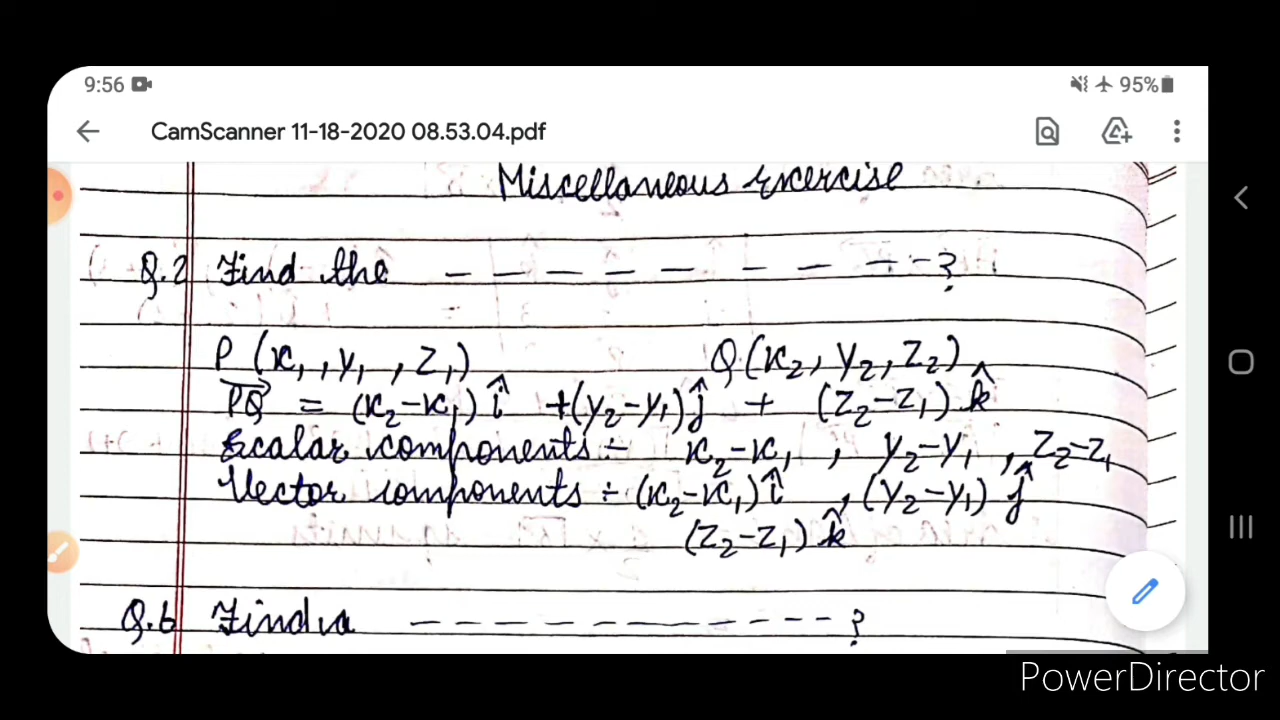 9:56
95%
CamScanner 11-18-2020 08.53.04.pdf
Miscellaneous Exercise
Q.2 Find the – – – – – – – – – ?
P (x₁, y₁, z₁) Q (x₂, y₂, z₂)
P͞Q⃗ = (x₂–x₁) î + (y₂–y₁) ĵ + (z₂–z₁) k̂
Scalar components ÷ x₂–x₁ , y₂–y₁ , z₂–z₁
Vector components ÷ (x₂–x₁) î , (y₂–y₁) ĵ
(z₂–z₁) k̂
Q.6 Find a – – – – – – – – – – – – ?
PowerDirector